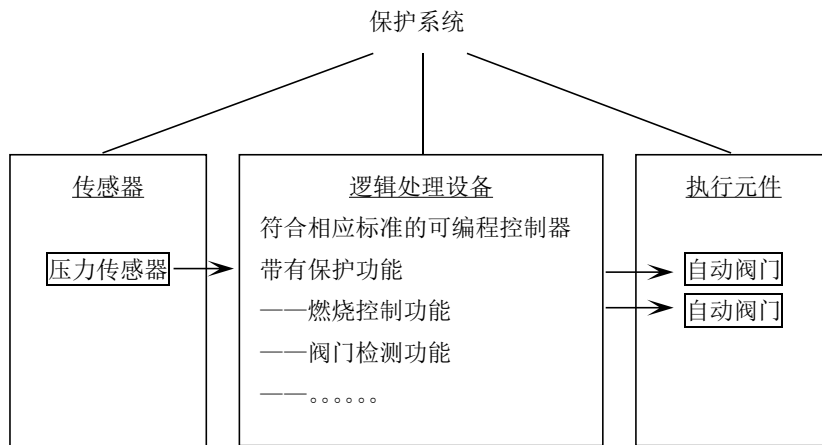 保护系统
传感器
压力传感器
逻辑处理设备
符合相应标准的可编程控制器
带有保护功能
——燃烧控制功能
——阀门检测功能
——。。。。。。
执行元件
自动阀门
自动阀门